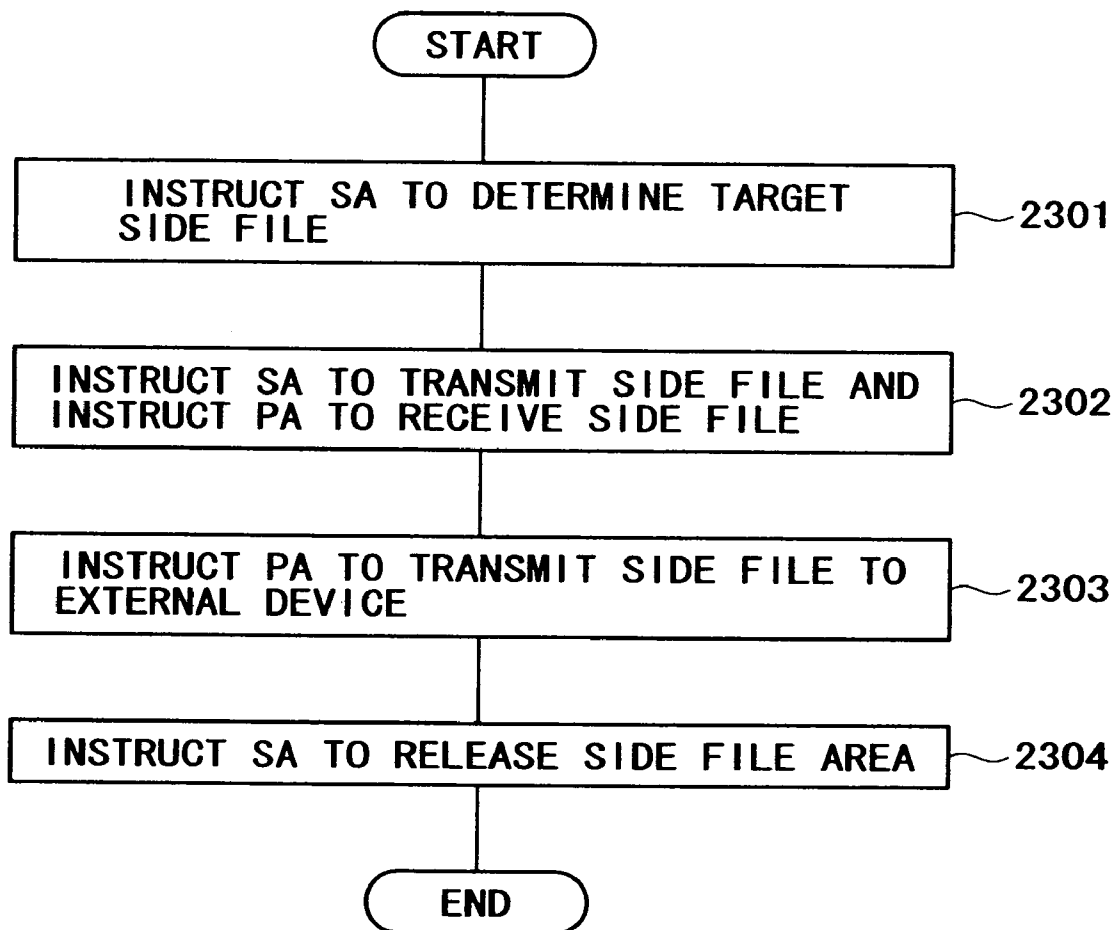 START
INSTRUCT SA TO DETERMINE TARGET
SIDE FILE
2301
INSTRUCT SA TO TRANSMIT SIDE FILE AND
INSTRUCT PA TO RECEIVE SIDE FILE
2302
INSTRUCT PA TO TRANSMIT SIDE FILE TO
EXTERNAL DEVICE
2303
INSTRUCT SA TO RELEASE SIDE FILE AREA
2304
END